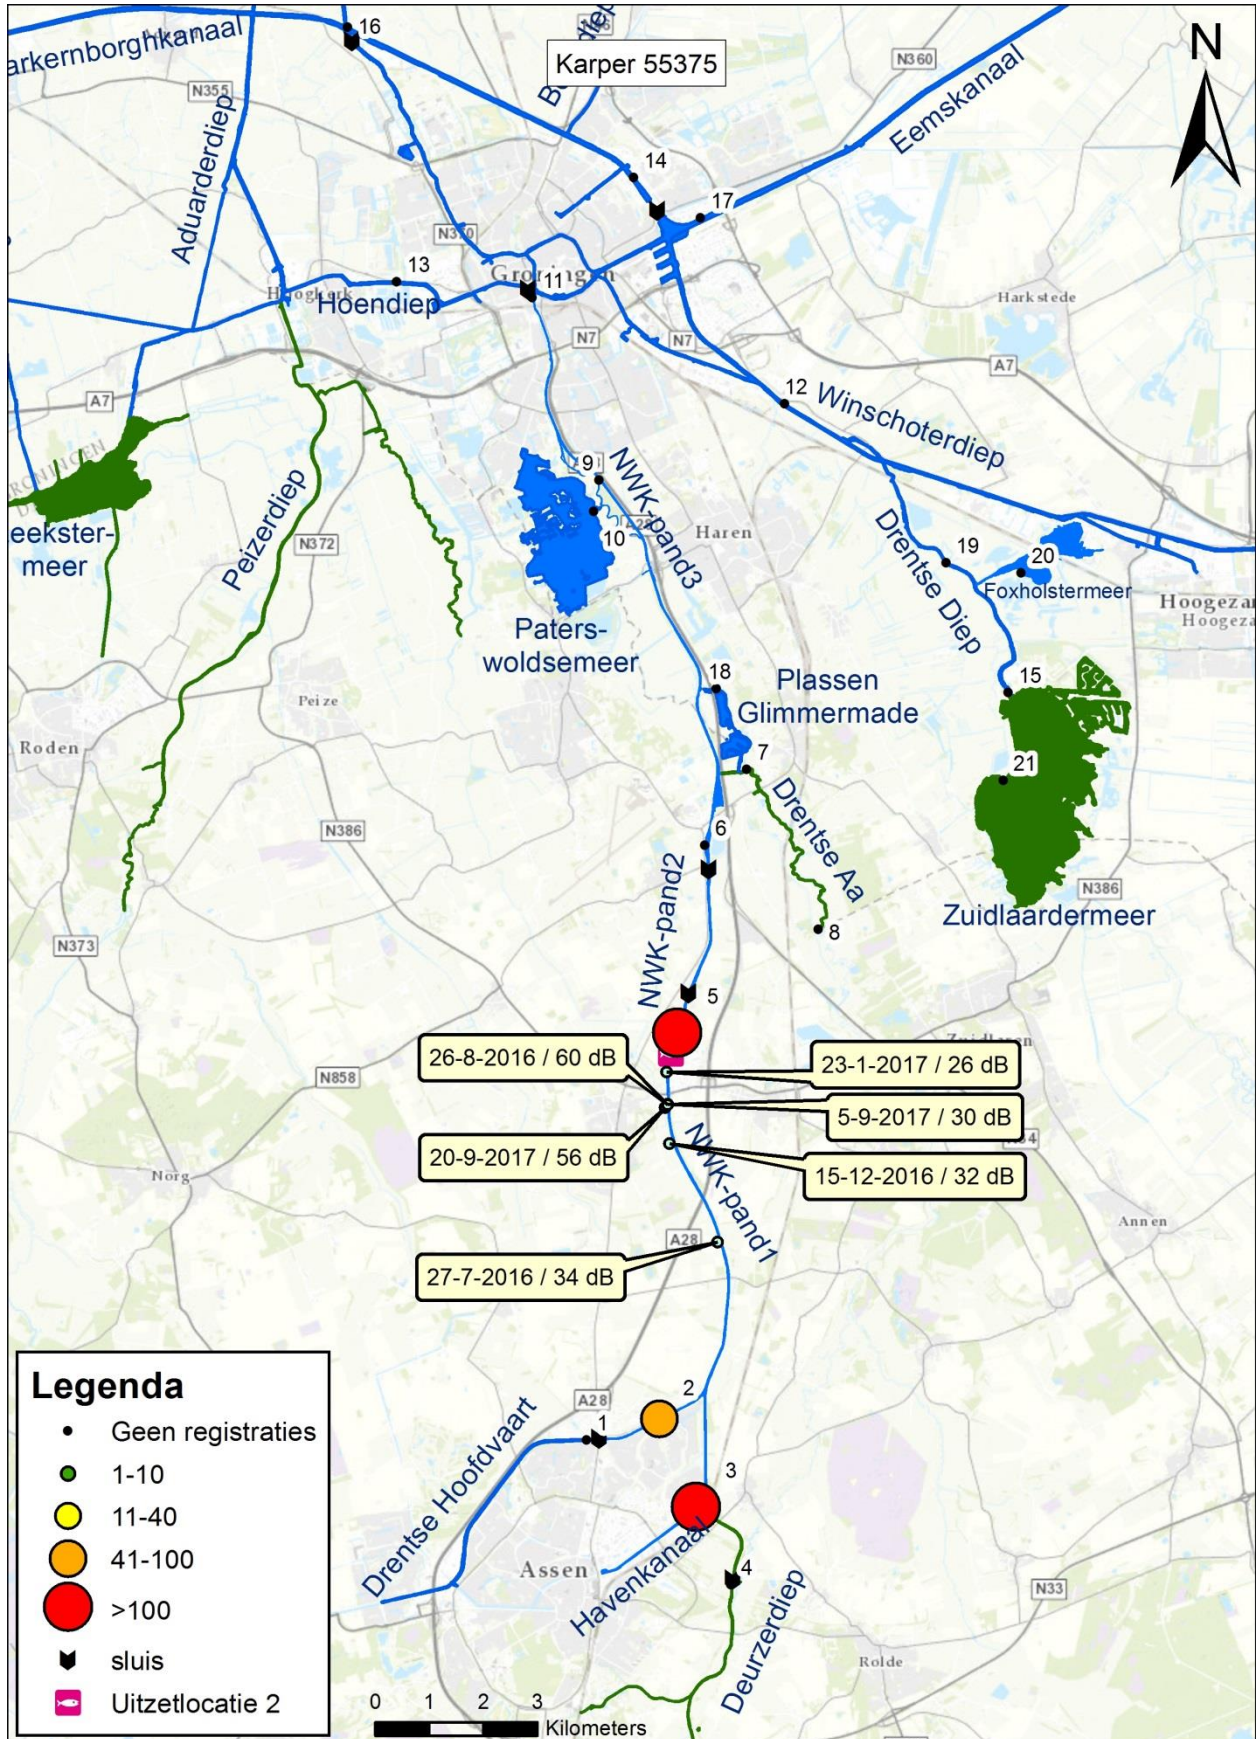 16
Karper 55375
N
arkernborghkanaal
N360
N355
Eemskanaal
Aduarderdiep
14
17
N370
13
Groningen
11
Harkstede
Hoogkerk
Hoendiep
N7
N7
A7
12
A7
Winschoterdiep
9
NWK-pand3
A28
10
Haren
Peizerdiep
eekster-
meer
N372
Drentse Diep
19
20
Foxholstermeer
Hoogezan
Hoogeza
Paters-
woldsemeer
18
Plassen
Glimmermade
15
Peize
Roden
7
21
Drentse Aa
N386
6
NWK-pand2
N386
Zuidlaardermeer
8
N373
5
26-8-2016 / 60 dB
23-1-2017 / 26 dB
N858
5-9-2017 / 30 dB
20-9-2017 / 56 dB
15-12-2016 / 32 dB
NWK-pand1
Norg
Annen
A28
27-7-2016 / 34 dB
Legenda
Geen registraties
1-10
11-40
41-100
>100
sluis
Uitzetlocatie 2
A28
2
1
3
Drentse Hoofdvaart
Assen
Havenkanaal
4
Deurzerdiep
N33
Rolde
0 1 2 3
Kilometers